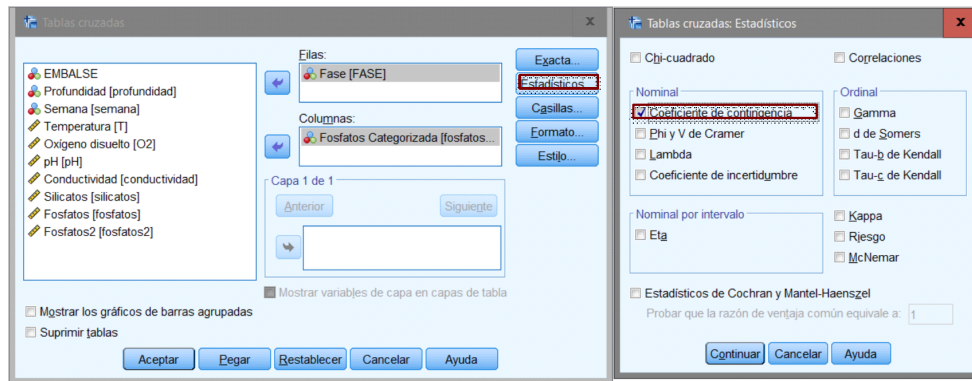 Tablas cruzadas
x
EMBALSE
Profundidad [profundidad]
Semana [semana]
Temperatura [T]
Oxígeno disuelto [O2]
pH [pH]
Conductividad [conductividad]
Silicatos [silicatos]
Fosfatos [fosfatos]
Fosfatos2 [fosfatos2]
Filas:
Fase [FASE]
Columnas:
Fosfatos Categorizada [fosfatos...
Capa 1 de 1
Anterior
Siguiente
Mostrar variables de capa en capas de tabla
Exacta...
Estadísticos...
Casillas...
Formato...
Estilo...
Mostrar los gráficos de barras agrupadas
Suprimir tablas
Aceptar
Pegar
Restablecer
Cancelar
Ayuda
Tablas cruzadas: Estadísticos
x
Chi-cuadrado
Correlaciones
Nominal
Coeficiente de contingencia
Phi y V de Cramer
Lambda
Coeficiente de incertidumbre
Ordinal
Gamma
d de Somers
Tau-b de Kendall
Tau-c de Kendall
Nominal por intervalo
Eta
Kappa
Riesgo
McNemar
Estadísticos de Cochran y Mantel-Haenszel
Probar que la razón de ventaja común equivale a: 1
Continuar
Cancelar
Ayuda